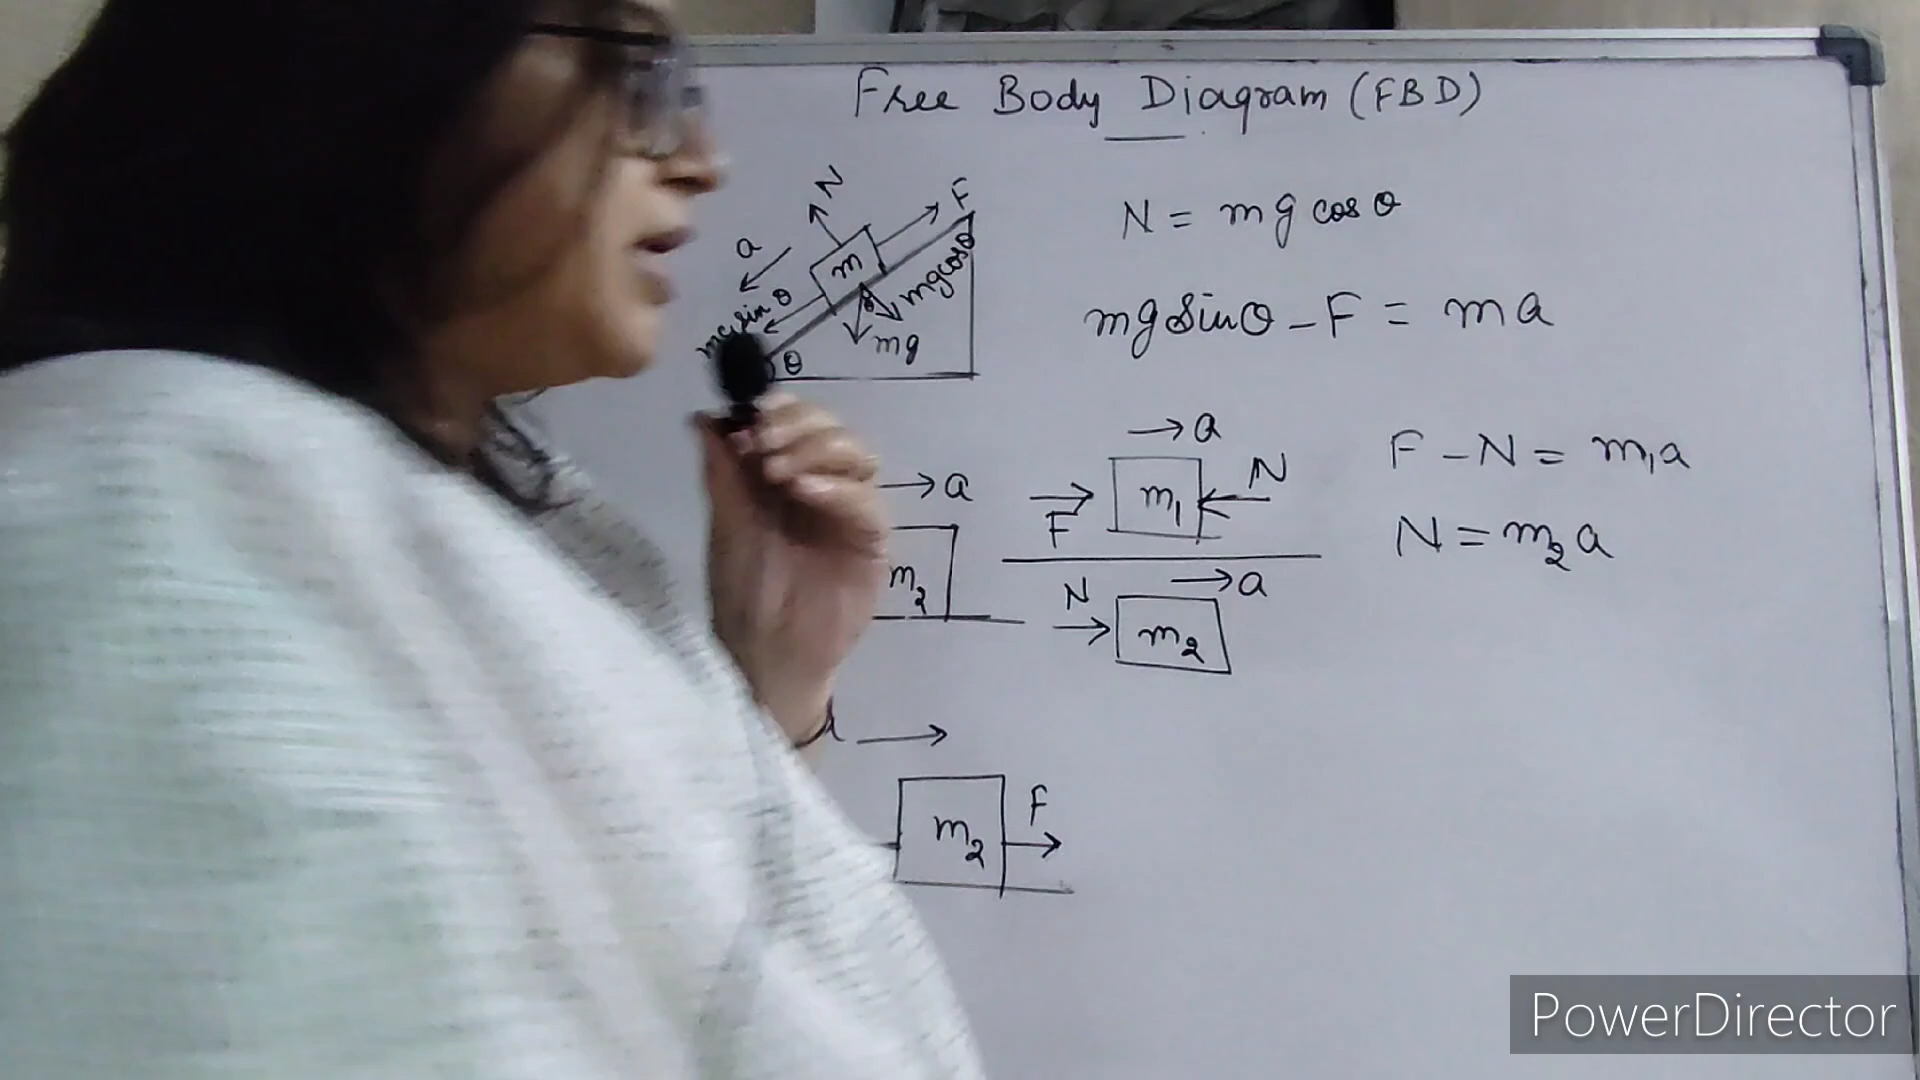 Free Body Diagram (FBD)
N
F
a
m
mg sin θ
mg cos θ
θ
mg
θ
N = mg cos θ
mg sin θ - F = ma
→ a
m₂
→ a
F
m₁
N
F - N = m₁a
N = m₂a
N
→ a
m₂
→
m₂
F
PowerDirector